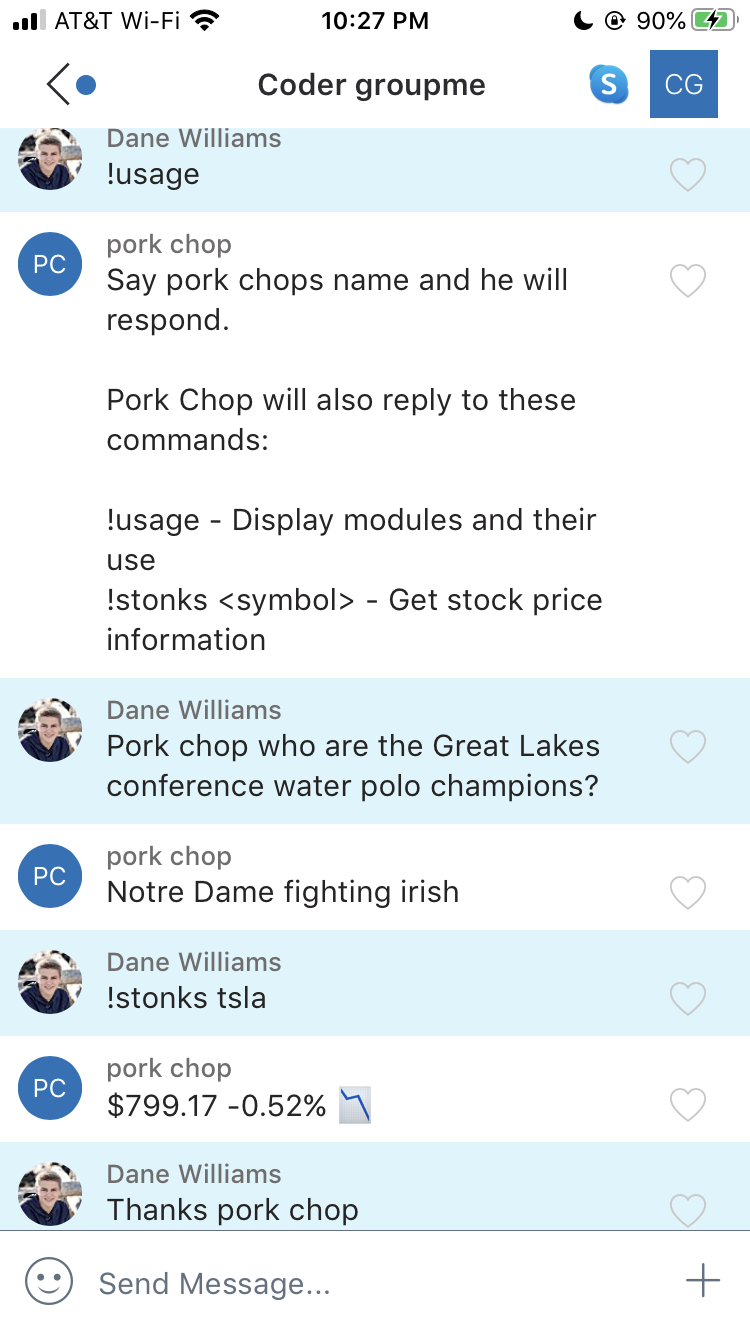 AT&T Wi-Fi 10:27 PM 90%
Coder groupme S CG
Dane Williams
!usage
PC pork chop
Say pork chops name and he will
respond.
Pork Chop will also reply to these
commands:
!usage - Display modules and their
use
!stonks <symbol> - Get stock price
information
Dane Williams
Pork chop who are the Great Lakes
conference water polo champions?
PC pork chop
Notre Dame fighting irish
Dane Williams
!stonks tsla
PC pork chop
$799.17 -0.52% 📉
Dane Williams
Thanks pork chop
Send Message...